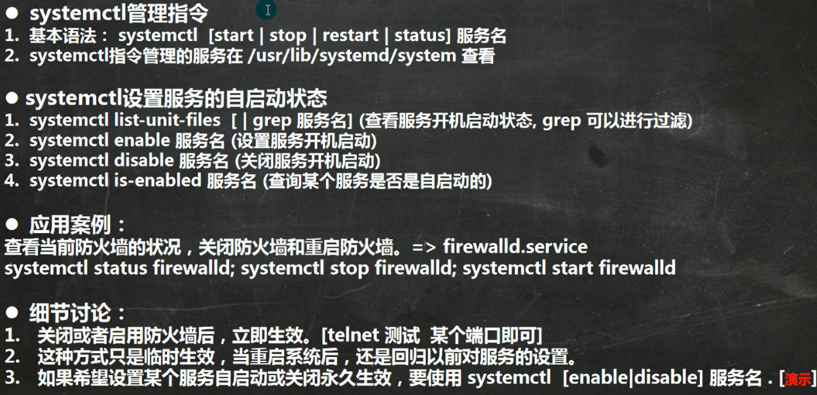 ● systemctl管理指令
1. 基本语法： systemctl [start | stop | restart | status] 服务名
2. systemctl指令管理的服务在 /usr/lib/systemd/system 查看
● systemctl设置服务的自启动状态
1. systemctl list-unit-files [ | grep 服务名] (查看服务开机启动状态, grep 可以进行过滤)
2. systemctl enable 服务名 (设置服务开机启动)
3. systemctl disable 服务名 (关闭服务开机启动)
4. systemctl is-enabled 服务名 (查询某个服务是否是自启动的)
● 应用案例：
查看当前防火墙的状况，关闭防火墙和重启防火墙。=> firewalld.service
systemctl status firewalld; systemctl stop firewalld; systemctl start firewalld
● 细节讨论：
1. 关闭或者启用防火墙后，立即生效。[telnet 测试 某个端口即可]
2. 这种方式只是临时生效，当重启系统后，还是回归以前对服务的设置。
3. 如果希望设置某个服务自启动或关闭永久生效，要使用 systemctl [enable|disable] 服务名 . [演示]